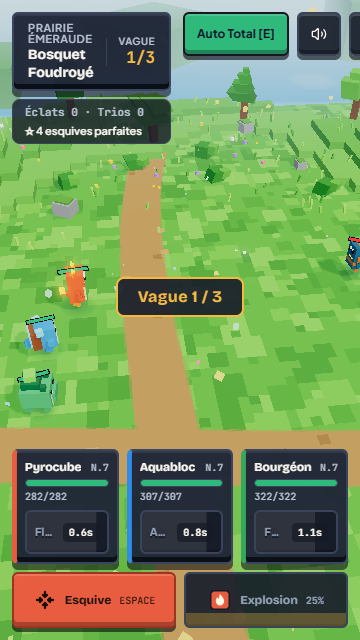 PRAIRIE
ÉMERAUDE
Bosquet
Foudroyé
VAGUE
1/3
Auto Total [E]
Éclats 0 · Trios 0
★ 4 esquives parfaites
Vague 1 / 3
Pyrocube N.7
282/282
Fl… 0.6s
Aquabloc N.7
307/307
A… 0.8s
Bourgéon N.7
322/322
F… 1.1s
Esquive ESPACE
Explosion 25%